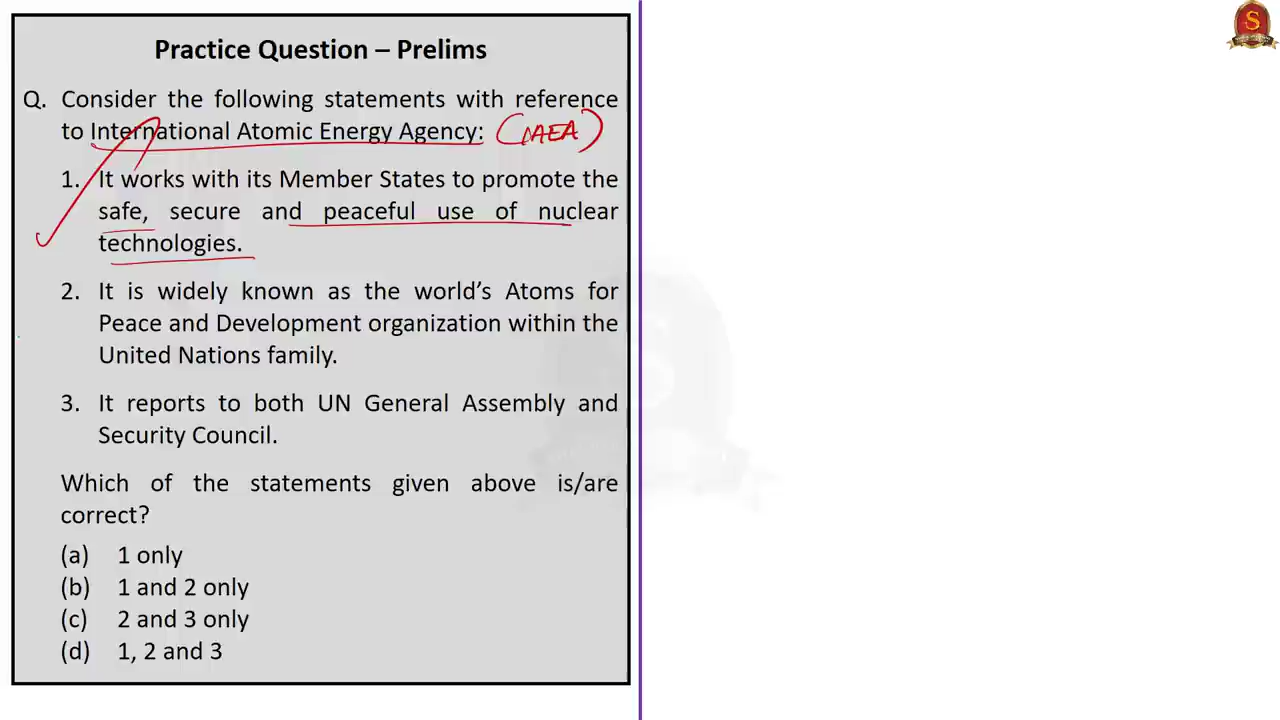 Practice Question – Prelims
Q. Consider the following statements with reference
to International Atomic Energy Agency: (IAEA)
1. It works with its Member States to promote the
safe, secure and peaceful use of nuclear
technologies.
2. It is widely known as the world's Atoms for
Peace and Development organization within the
United Nations family.
3. It reports to both UN General Assembly and
Security Council.
Which of the statements given above is/are
correct?
(a) 1 only
(b) 1 and 2 only
(c) 2 and 3 only
(d) 1, 2 and 3
S